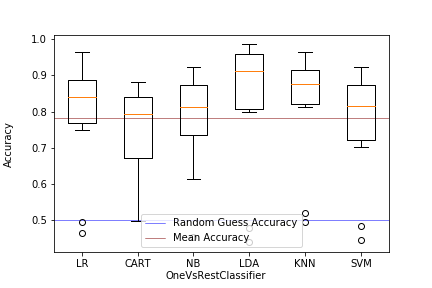 1.0
0.9
0.8
0.7
0.6
0.5
Accuracy
Random Guess Accuracy
Mean Accuracy
LR CART NB LDA KNN SVM
OneVsRestClassifier